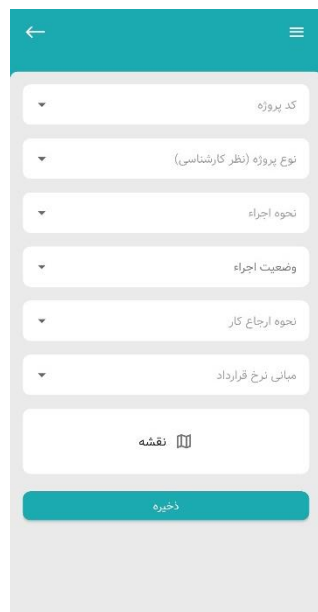 کد پروژه
نوع پروژه (نظر کارشناسی)
نحوه اجراء
وضعیت اجراء
نحوه ارجاع کار
مبانی نرخ قرارداد
نقشه
ذخیره